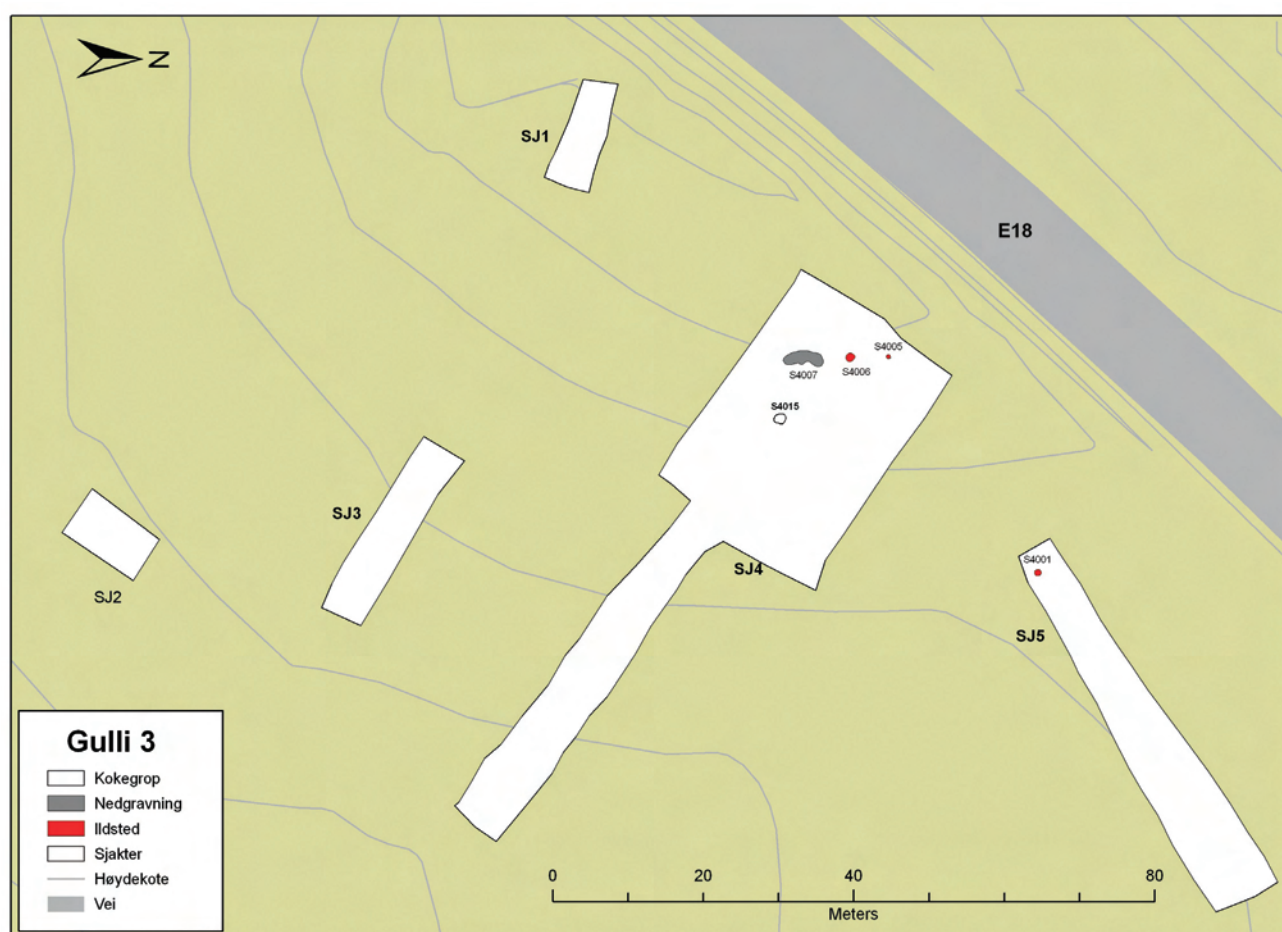 N
SJ1
E18
S4005
S4006
S4007
S4015
SJ3
SJ2
SJ4
S4001
SJ5
Gulli 3
Kokegrop
Nedgravning
Ildsted
Sjakter
Høydekote
Vei
0 20 40 80
Meters